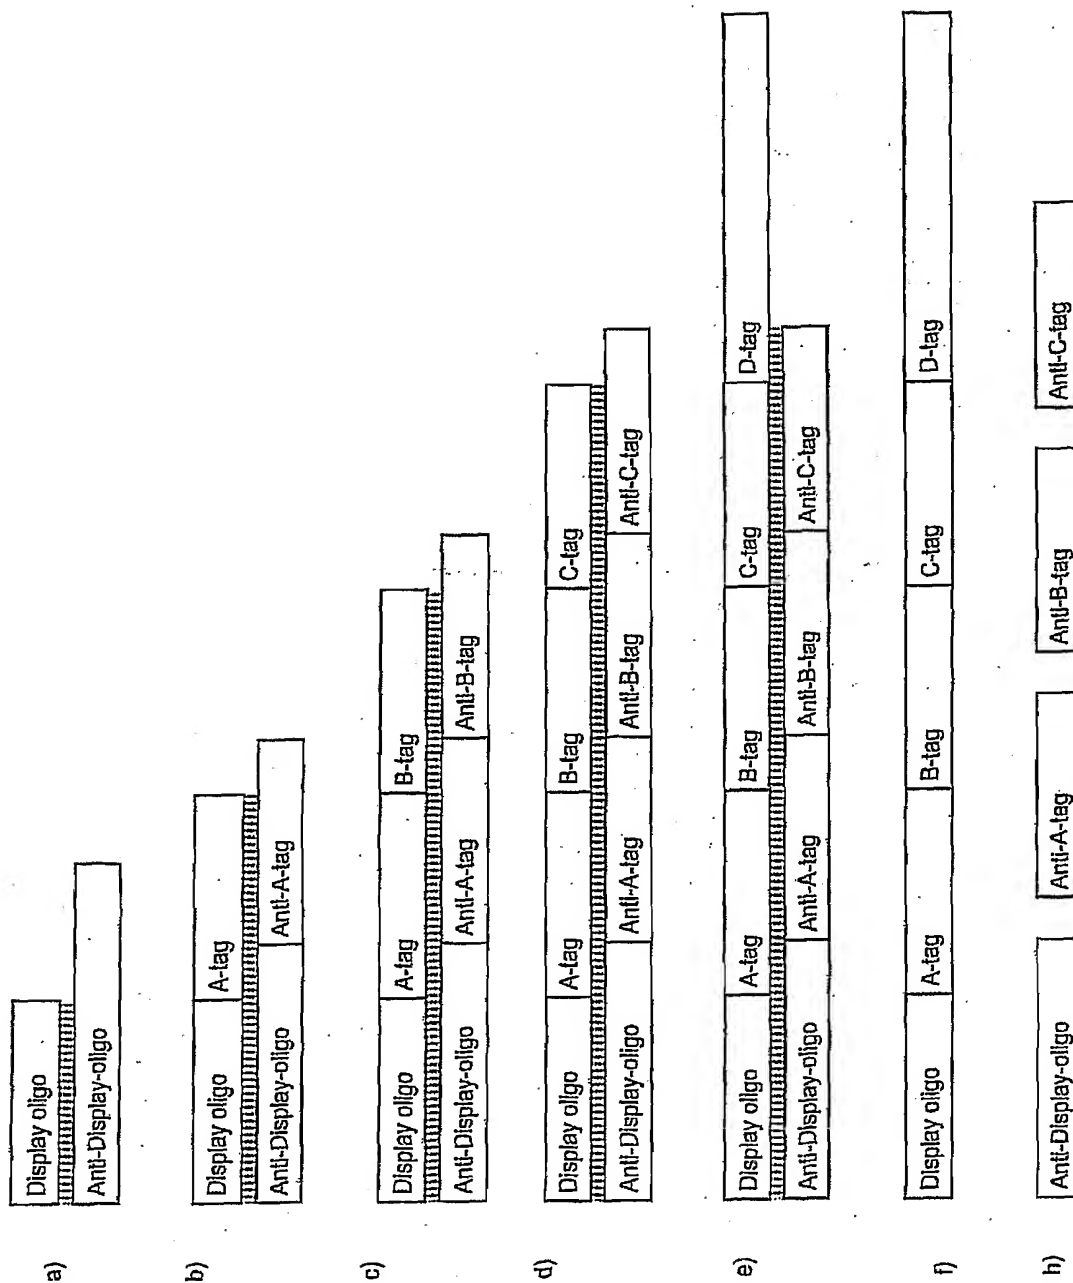 a)
Display oligo
Anti-Display-oligo
b)
Display oligo
A-tag
Anti-Display-oligo
Anti-A-tag
c)
Display oligo
A-tag
B-tag
Anti-Display-oligo
Anti-A-tag
Anti-B-tag
d)
Display oligo
A-tag
B-tag
C-tag
Anti-Display-oligo
Anti-A-tag
Anti-B-tag
Anti-C-tag
e)
Display oligo
A-tag
B-tag
C-tag
D-tag
Anti-Display-oligo
Anti-A-tag
Anti-B-tag
Anti-C-tag
f)
Display oligo
A-tag
B-tag
C-tag
D-tag
h)
Anti-Display-oligo
Anti-A-tag
Anti-B-tag
Anti-C-tag